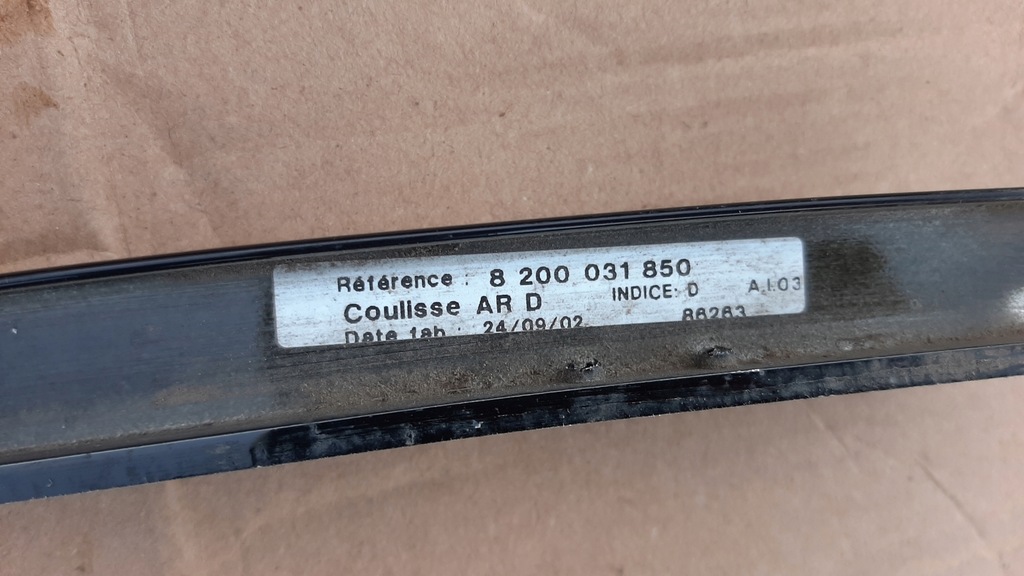 Référence : 8 200 031 850
Coulisse AR D INDICE: D A.I.03
Date fab : 24/09/02 86263